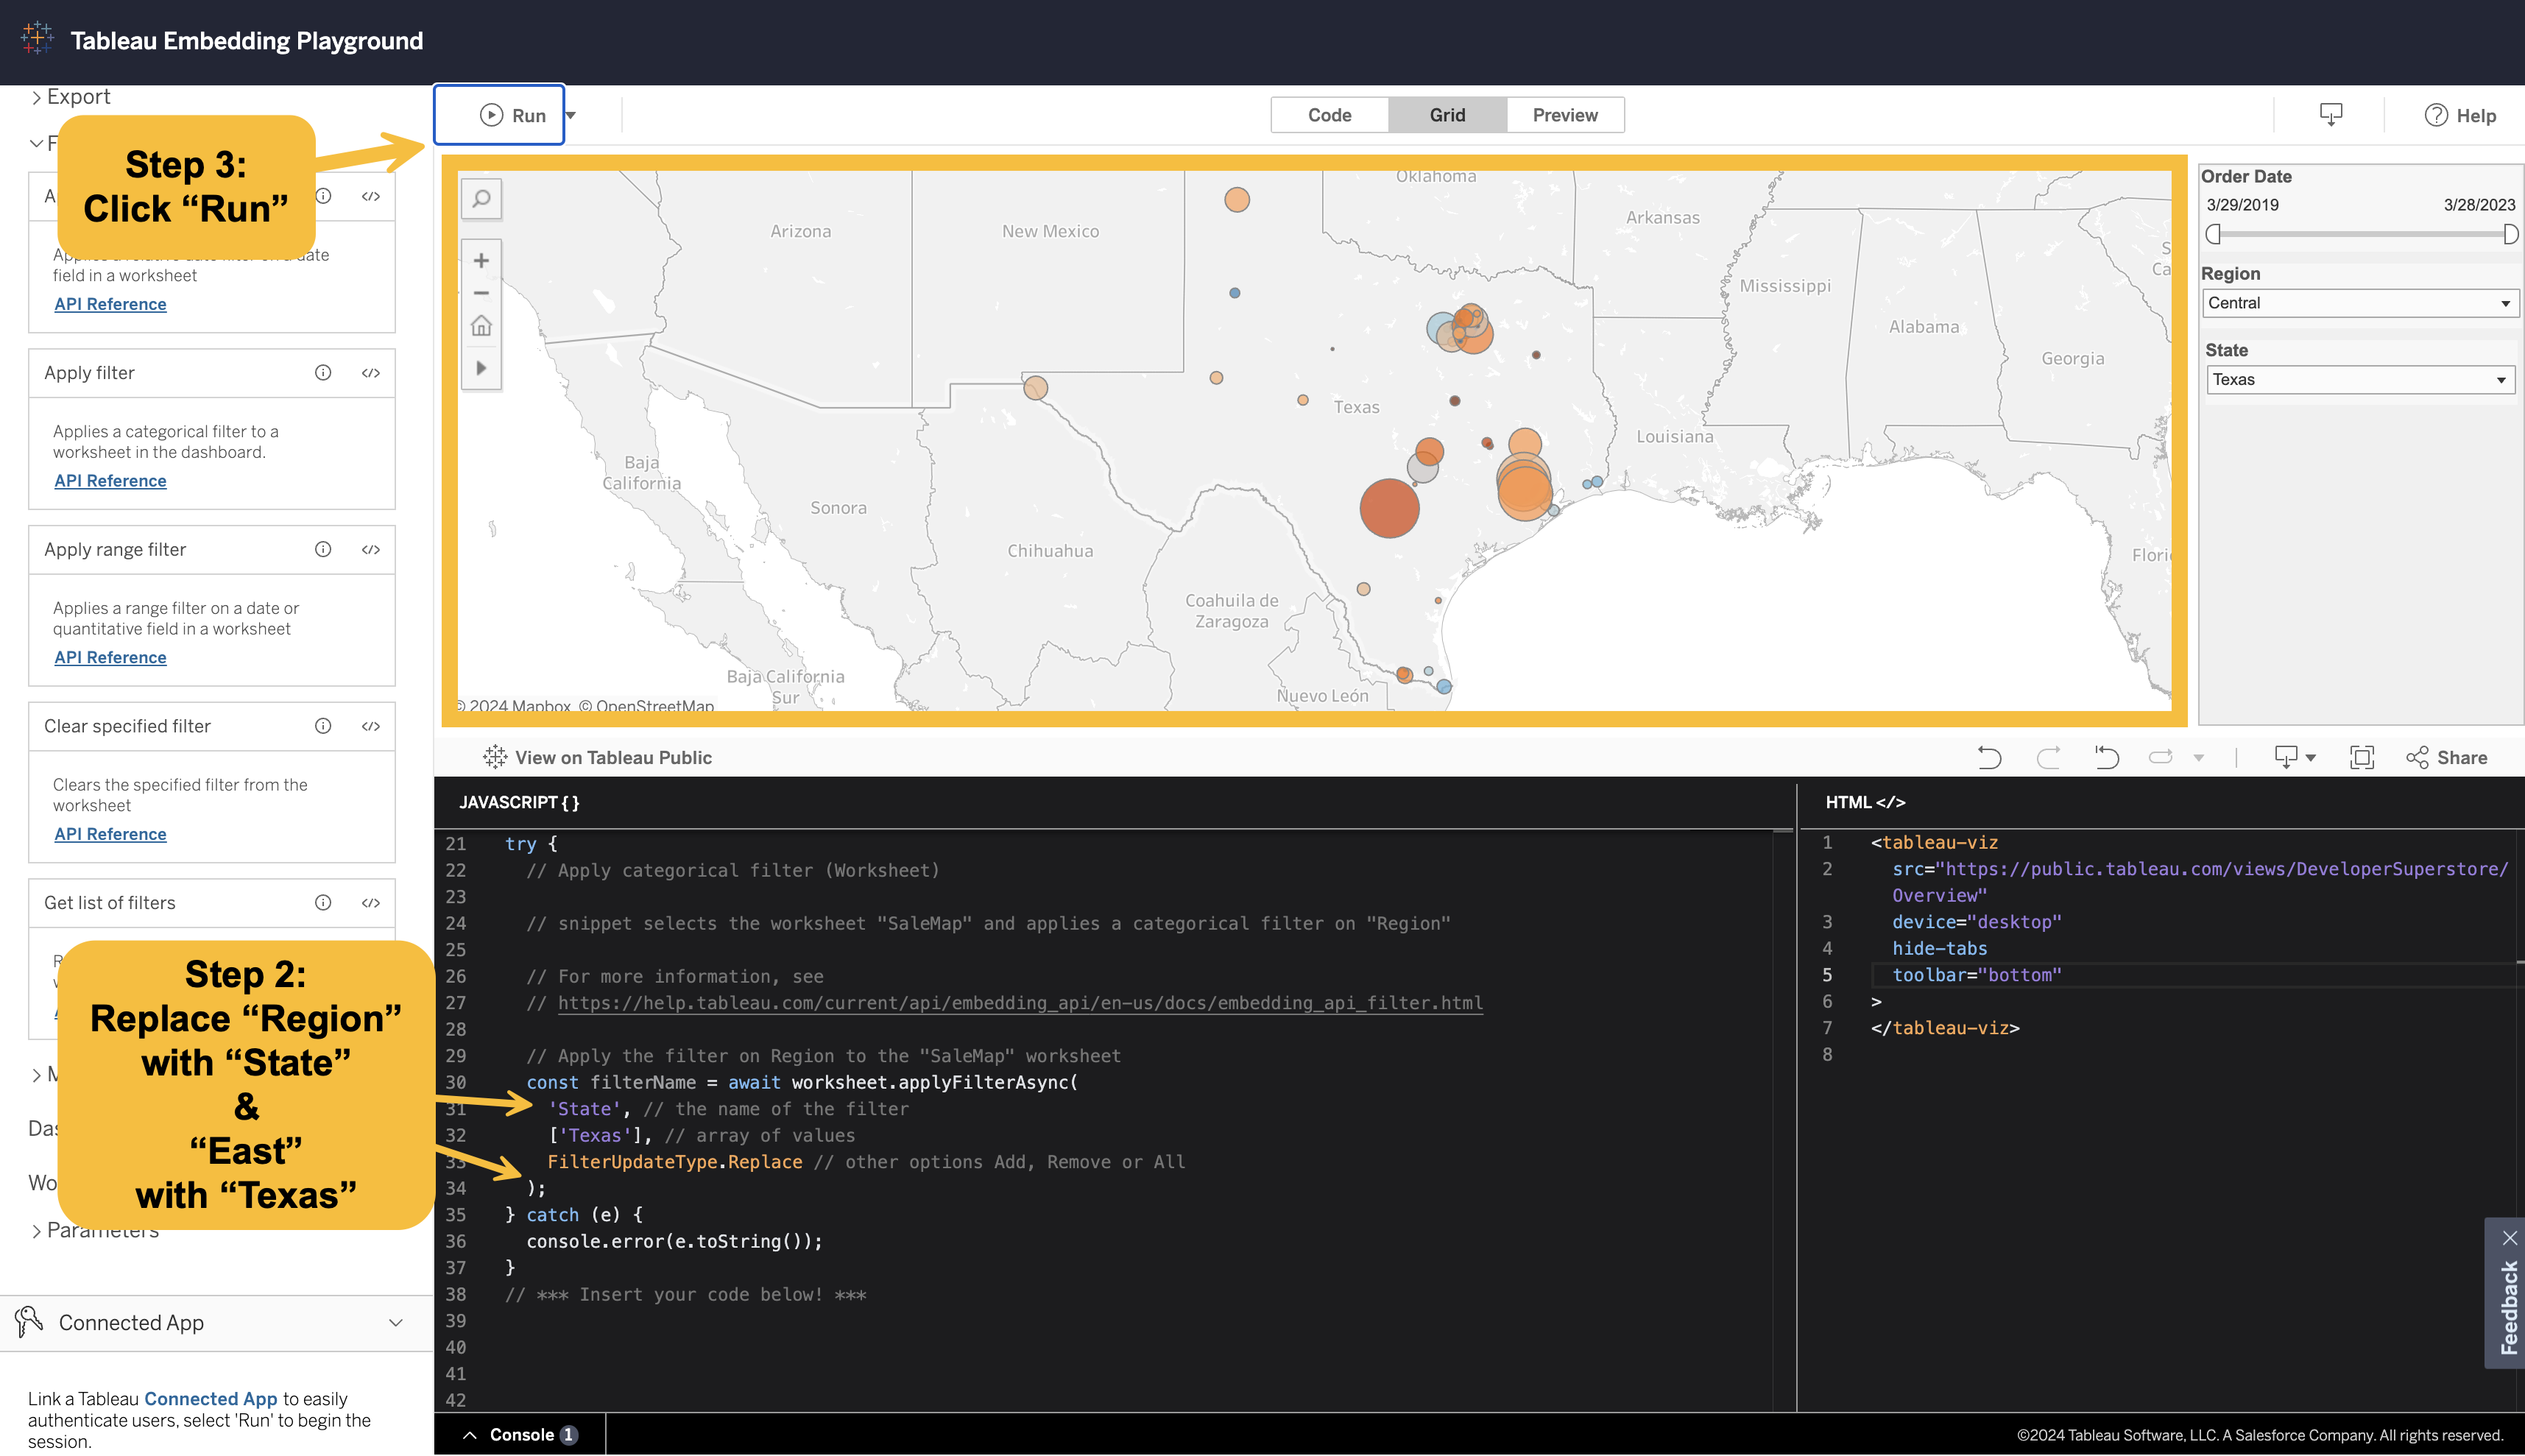 Tableau Embedding Playground
Export
F
Step 3:
Click “Run”
A
date
field in a worksheet
API Reference
Apply filter
Applies a categorical filter to a
worksheet in the dashboard.
API Reference
Apply range filter
Applies a range filter on a date or
quantitative field in a worksheet
API Reference
Clear specified filter
Clears the specified filter from the
worksheet
API Reference
Get list of filters
Step 2:
Replace “Region”
with “State”
&
“East”
with “Texas”
Parameters
Connected App
Link a Tableau Connected App to easily
authenticate users, select 'Run' to begin the
session.
Run
Code
Grid
Preview
Help
Oklahoma
Arizona
New Mexico
Arkansas
Mississippi
Alabama
Georgia
Texas
Louisiana
Baja
California
Sonora
Chihuahua
Coahuila de
Zaragoza
Baja California
Sur
Nuevo León
© 2024 Mapbox © OpenStreetMap
Order Date
3/29/2019 3/28/2023
Region
Central
State
Texas
View on Tableau Public
Share
JAVASCRIPT { }
21 try {
22 // Apply categorical filter (Worksheet)
23
24 // snippet selects the worksheet "SaleMap" and applies a categorical filter on "Region"
25
26 // For more information, see
27 // https://help.tableau.com/current/api/embedding_api/en-us/docs/embedding_api_filter.html
28
29 // Apply the filter on Region to the "SaleMap" worksheet
30 const filterName = await worksheet.applyFilterAsync(
31 'State', // the name of the filter
32 ['Texas'], // array of values
33 FilterUpdateType.Replace // other options Add, Remove or All
34 );
35 } catch (e) {
36 console.error(e.toString());
37 }
38 // *** Insert your code below! ***
39
40
41
42
HTML </>
1 <tableau-viz
2 src="https://public.tableau.com/views/DeveloperSuperstore/
Overview"
3 device="desktop"
4 hide-tabs
5 toolbar="bottom"
6 >
7 </tableau-viz>
8
Feedback
Console 1
©2024 Tableau Software, LLC. A Salesforce Company. All rights reserved.